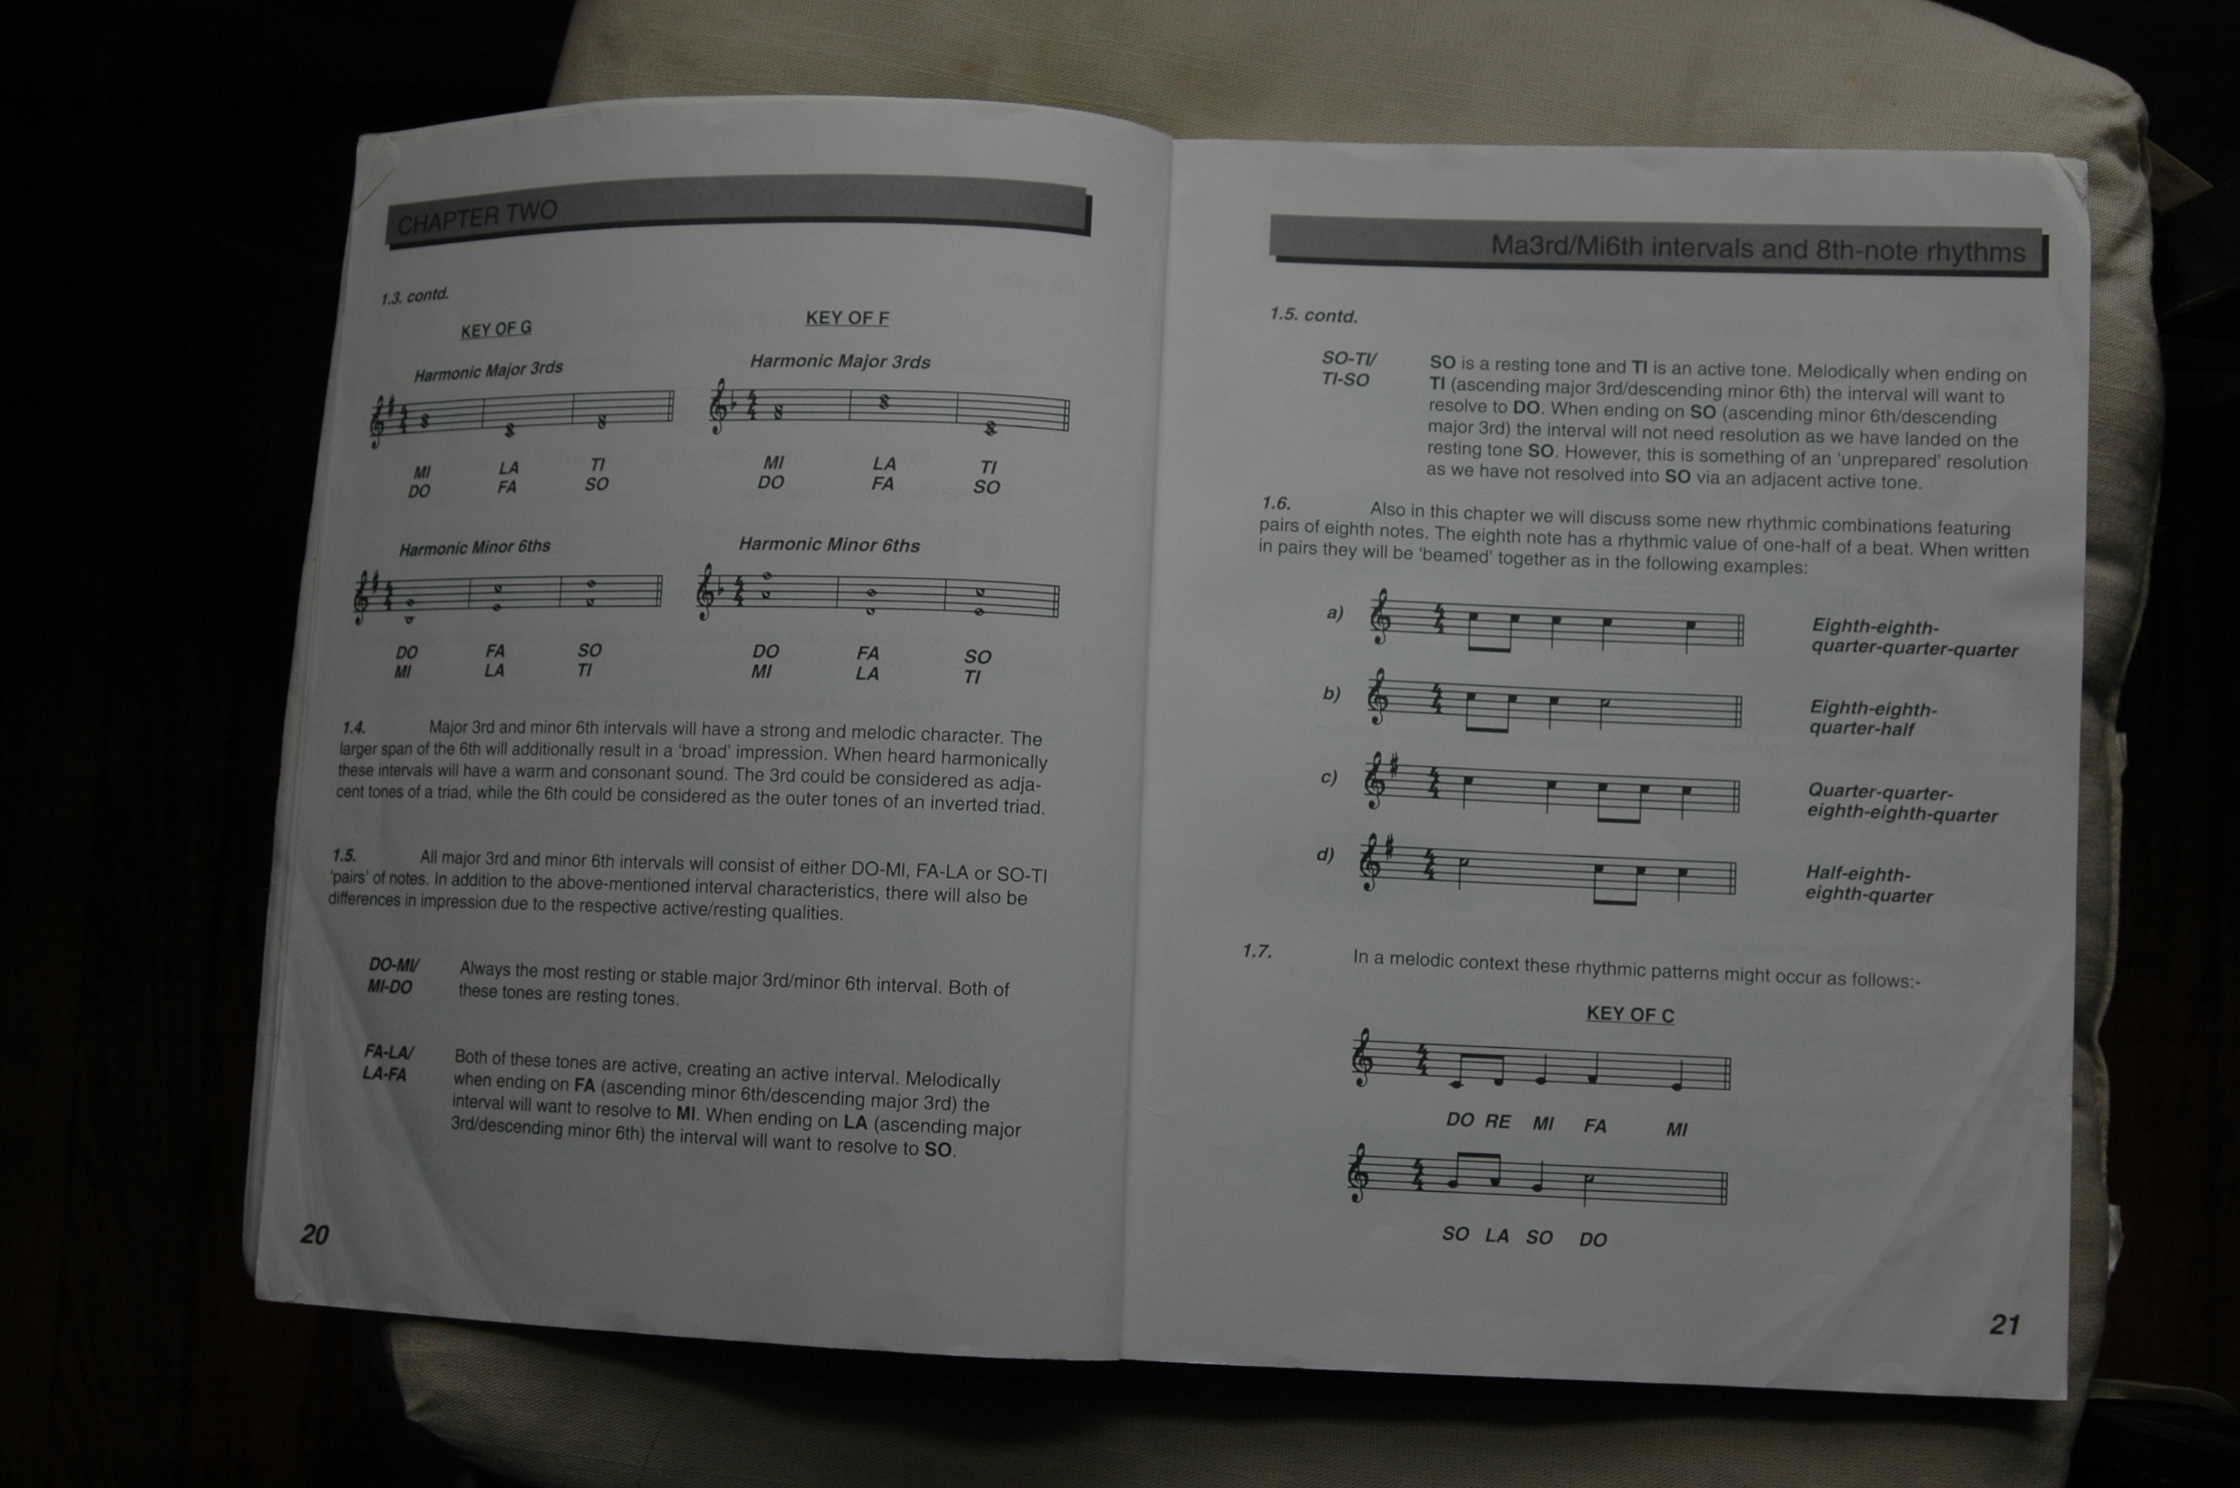 CHAPTER TWO
1.3. contd.
KEY OF G
KEY OF F
Harmonic Major 3rds
Harmonic Major 3rds
MI LA TI
DO FA SO
MI LA TI
DO FA SO
Harmonic Minor 6ths
Harmonic Minor 6ths
DO FA SO
MI LA TI
DO FA SO
MI LA TI
1.4. Major 3rd and minor 6th intervals will have a strong and melodic character. The
larger span of the 6th will additionally result in a ‘broad’ impression. When heard harmonically
these intervals will have a warm and consonant sound. The 3rd could be considered as adja-
cent tones of a triad, while the 6th could be considered as the outer tones of an inverted triad.
1.5. All major 3rd and minor 6th intervals will consist of either DO-MI, FA-LA or SO-TI
‘pairs’ of notes. In addition to the above-mentioned interval characteristics, there will also be
differences in impression due to the respective active/resting qualities.
DO-MI/ Always the most resting or stable major 3rd/minor 6th interval. Both of
MI-DO these tones are resting tones.
FA-LA/ Both of these tones are active, creating an active interval. Melodically
LA-FA when ending on FA (ascending minor 6th/descending major 3rd) the
interval will want to resolve to MI. When ending on LA (ascending major
3rd/descending minor 6th) the interval will want to resolve to SO.
20
Ma3rd/Mi6th intervals and 8th-note rhythms
1.5. contd.
SO-TI/ SO is a resting tone and TI is an active tone. Melodically when ending on
TI-SO TI (ascending major 3rd/descending minor 6th) the interval will want to
resolve to DO. When ending on SO (ascending minor 6th/descending
major 3rd) the interval will not need resolution as we have landed on the
resting tone SO. However, this is something of an ‘unprepared’ resolution
as we have not resolved into SO via an adjacent active tone.
1.6. Also in this chapter we will discuss some new rhythmic combinations featuring
pairs of eighth notes. The eighth note has a rhythmic value of one-half of a beat. When written
in pairs they will be ‘beamed’ together as in the following examples:
a) Eighth-eighth-
quarter-quarter-quarter
b) Eighth-eighth-
quarter-half
c) Quarter-quarter-
eighth-eighth-quarter
d) Half-eighth-
eighth-quarter
1.7. In a melodic context these rhythmic patterns might occur as follows:-
KEY OF C
DO RE MI FA MI
SO LA SO DO
21